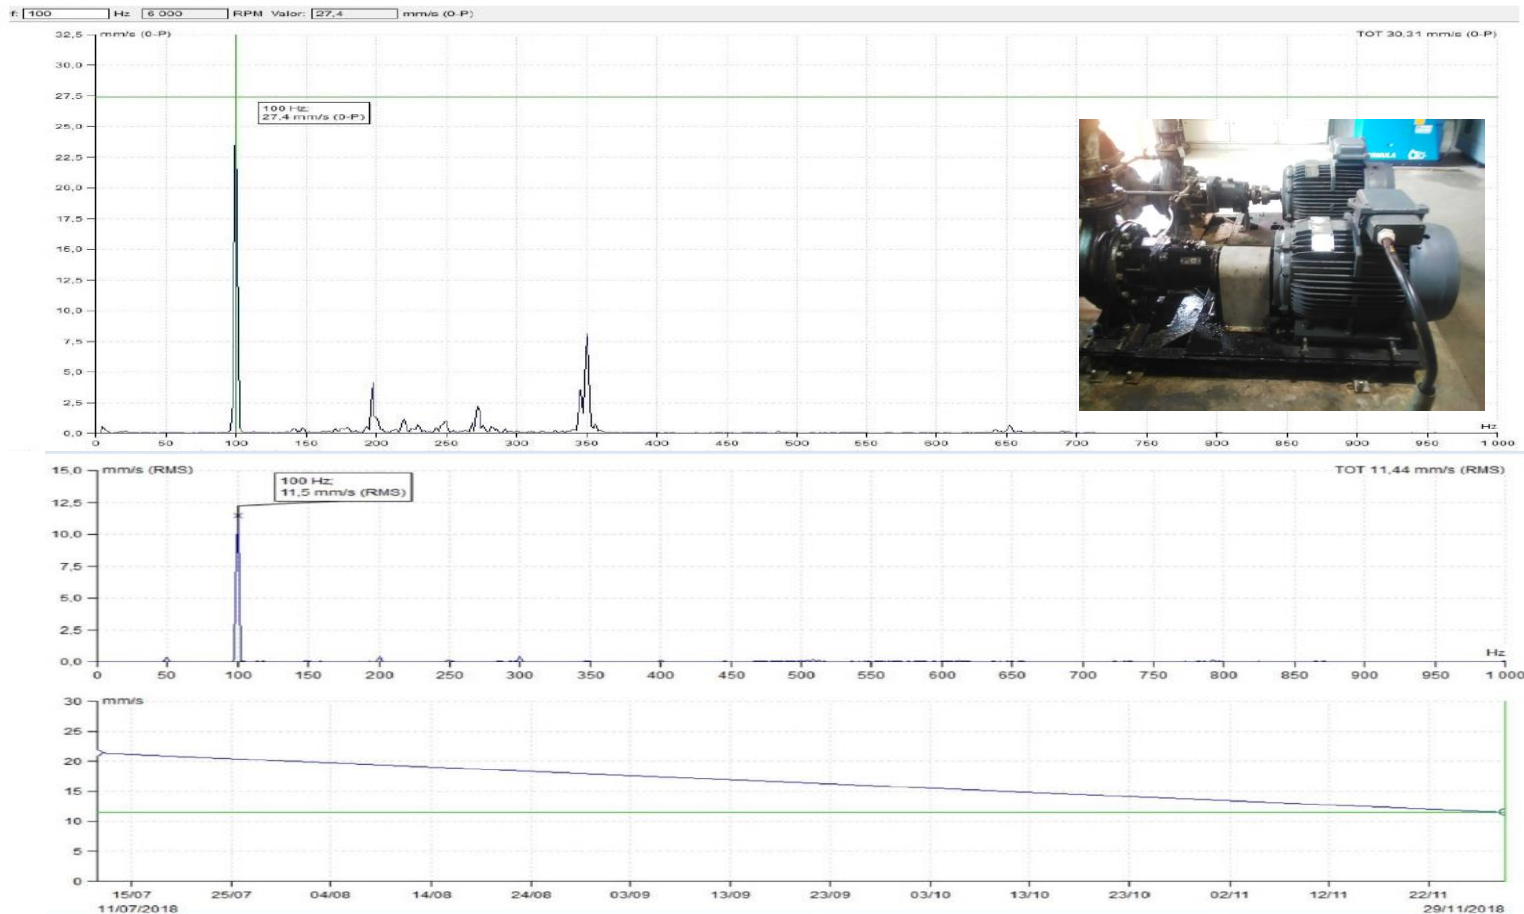 f: 100 Hz 6 000 RPM Valor: 27,4 mm/s (0-P)
32,5 mm/s (0-P) TOT 30,31 mm/s (0-P)
30,0
27,5
100 Hz;
27,4 mm/s (0-P)
25,0
22,5
20,0
17,5
15,0
12,5
10,0
7,5
5,0
2,5
0,0 Hz
0 50 100 150 200 250 300 350 400 450 500 550 600 650 700 750 800 850 900 950 1 000
15,0 mm/s (RMS) TOT 11,44 mm/s (RMS)
100 Hz;
11,5 mm/s (RMS)
12,5
10,0
7,5
5,0
2,5
0,0 Hz
0 50 100 150 200 250 300 350 400 450 500 550 600 650 700 750 800 850 900 950 1 000
30 mm/s
25
20
15
10
5
0
15/07 25/07 04/08 14/08 24/08 03/09 13/09 23/09 03/10 13/10 23/10 02/11 12/11 22/11
11/07/2018 29/11/2018